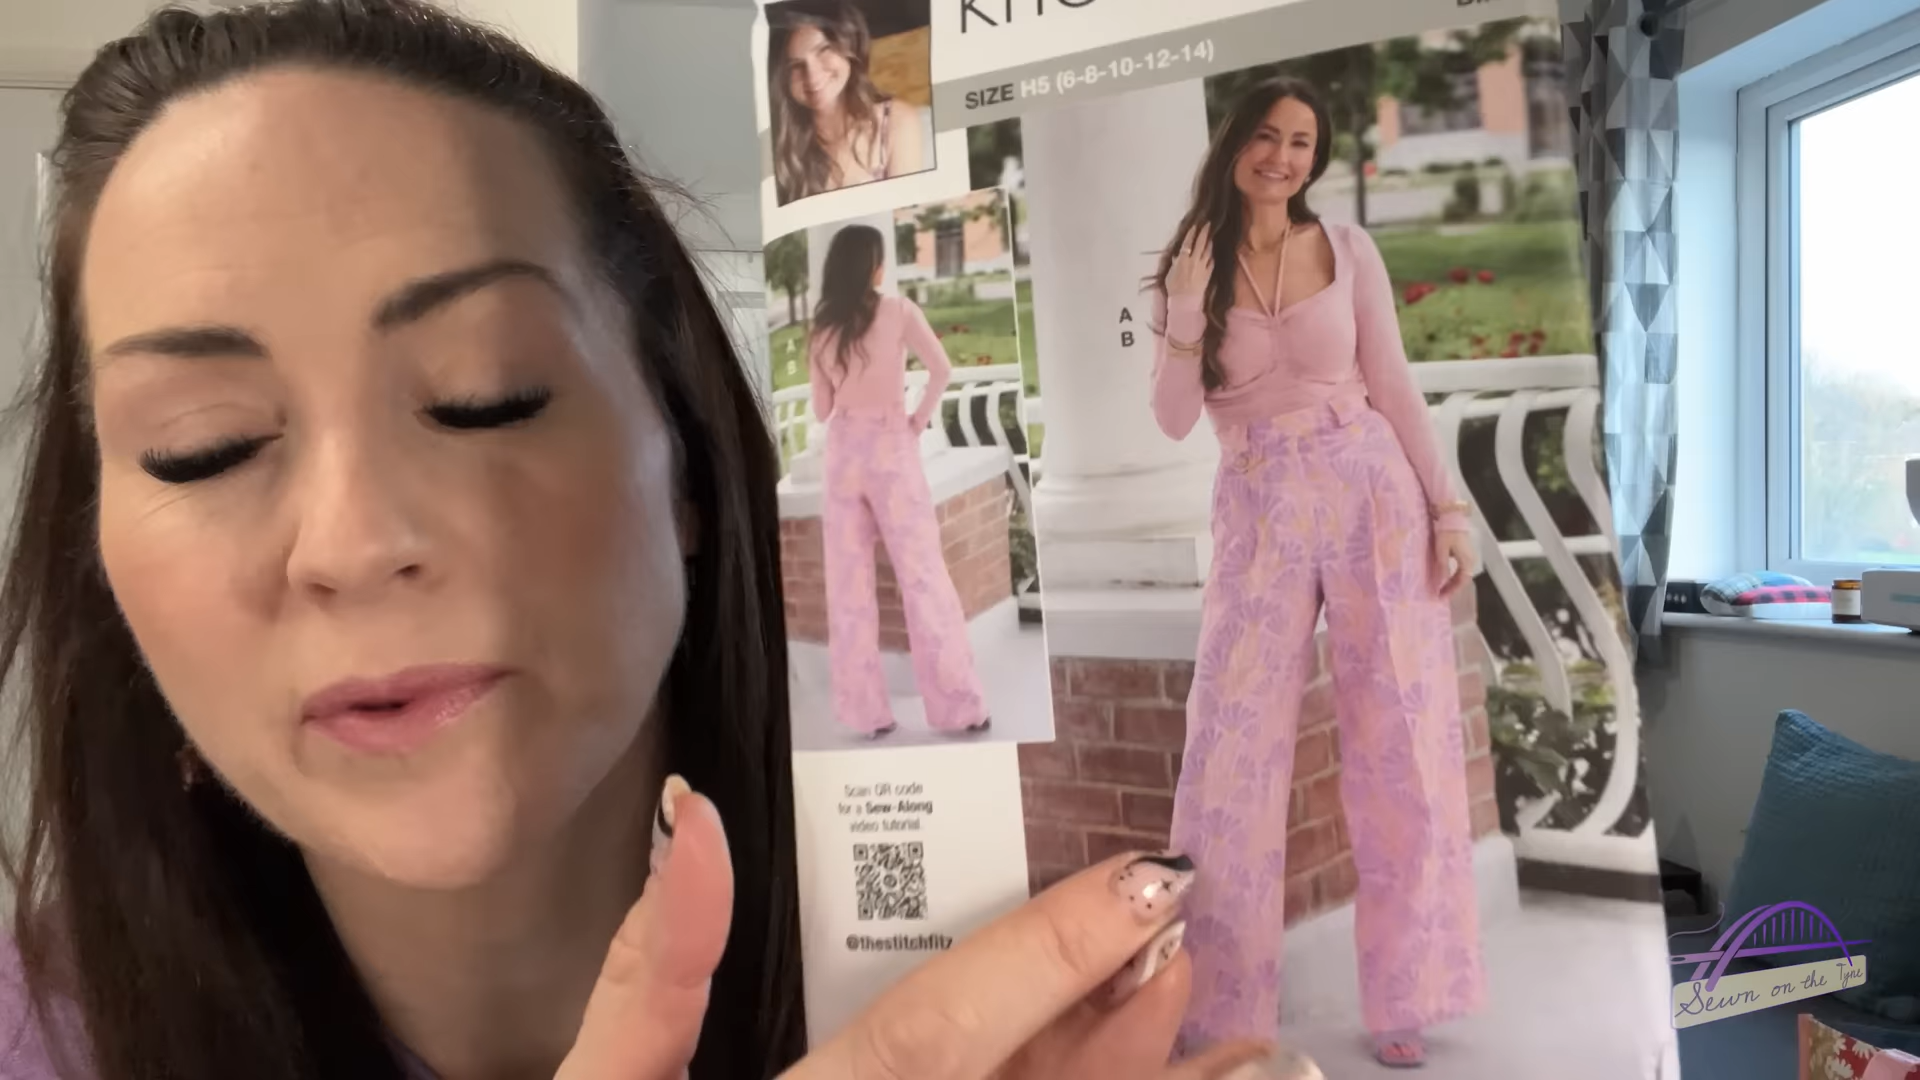 SIZE H5 (6-8-10-12-14)
A
B
A
B
Scan QR code
for a Sew-Along
video tutorial.
@thestitchfitz
Sewn on the Tyne